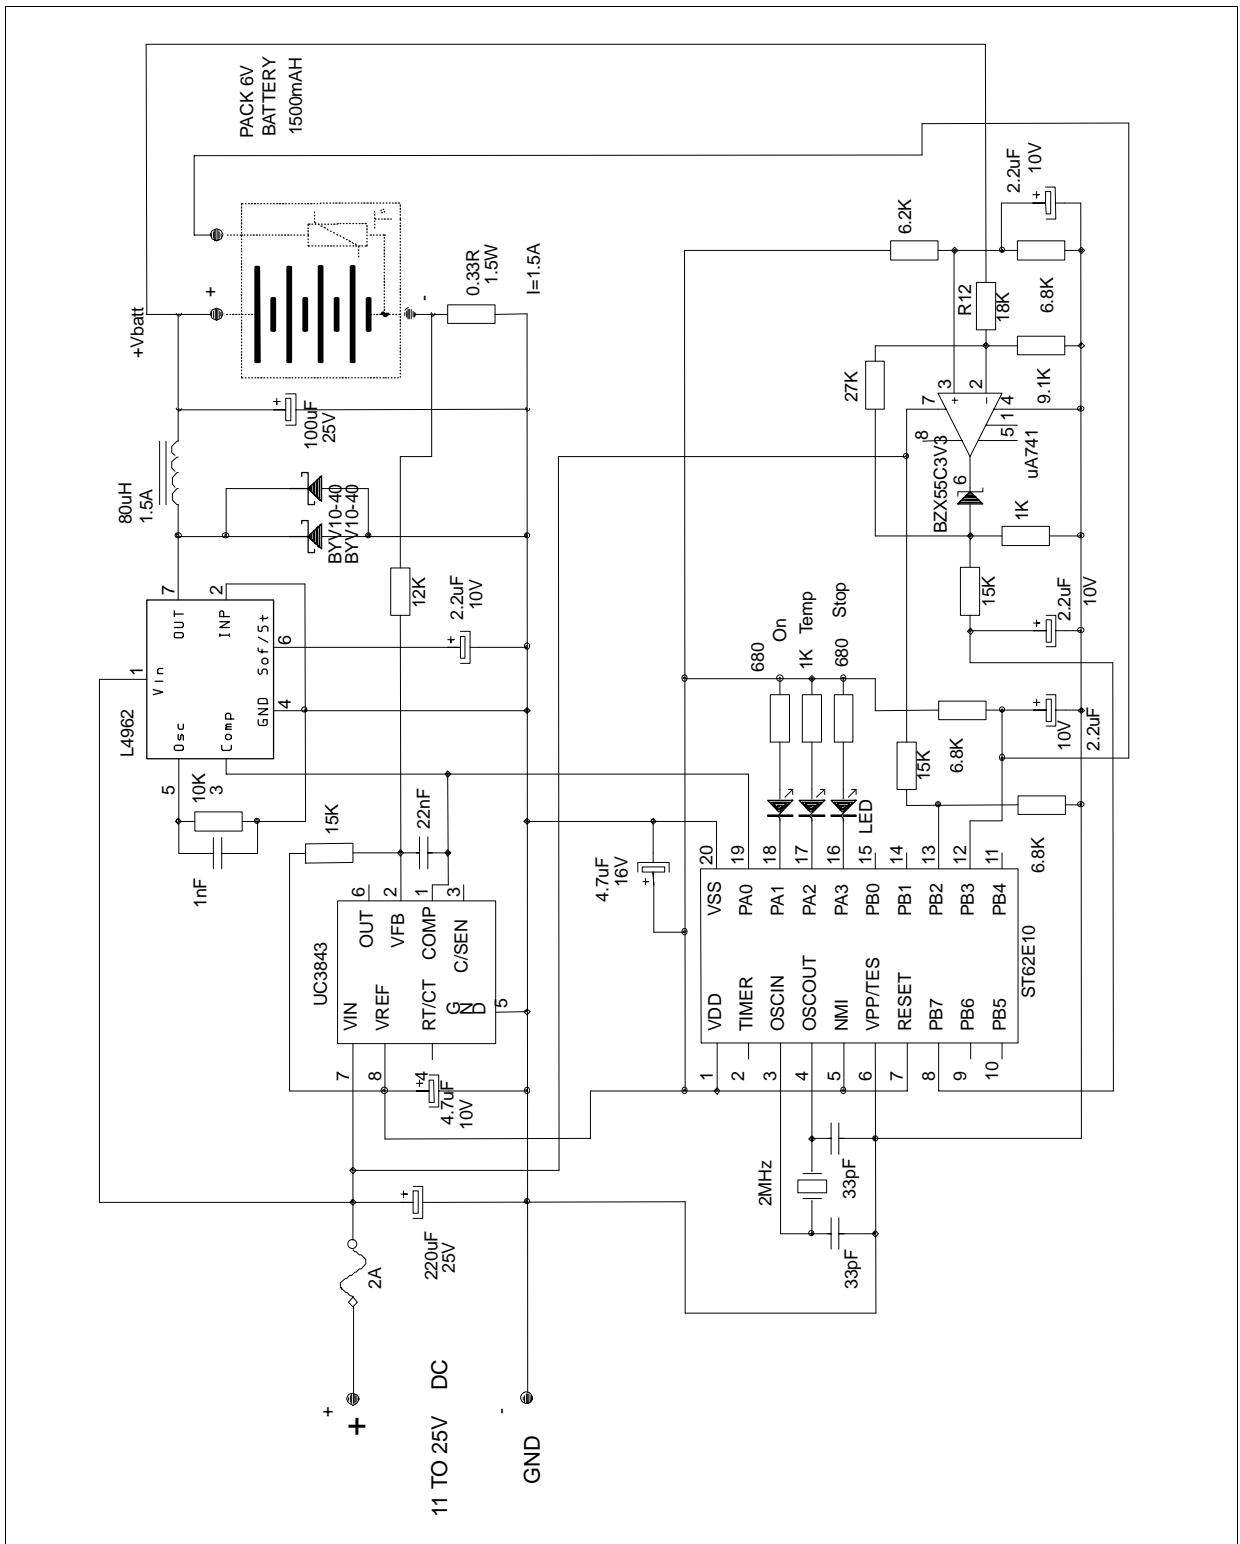 11 TO 25V DC
+
+
-
GND
2A
220uF
25V
L4962
1
Vin
Osc
Comp
OUT
INP
Sof/St
GND
5
3
7
2
6
4
10K
1nF
80uH
1.5A
BYV10-40
BYV10-40
100uF
25V
+Vbatt
PACK 6V
BATTERY
1500mAH
+
-
0.33R
1.5W
I=1.5A
12K
2.2uF
10V
15K
22nF
UC3843
VIN
VREF
RT/CT
GND
OUT
VFB
COMP
C/SEN
7
8
4
5
6
2
1
3
4.7uF
10V
4.7uF
16V
2MHz
33pF
33pF
ST62E10
VDD
TIMER
OSCIN
OSCOUT
NMI
VPP/TES
RESET
PB7
PB6
PB5
1
2
3
4
5
6
7
8
9
10
VSS
PA0
PA1
PA2
PA3
PB0
PB1
PB2
PB3
PB4
20
19
18
17
16
15
14
13
12
11
LED
680
1K
680
On
Temp
Stop
15K
6.8K
6.8K
10V
2.2uF
15K
2.2uF
10V
1K
BZX55C3V3
6
uA741
8
7
3
2
4
1
5
+
-
27K
9.1K
R12
18K
6.8K
6.2K
2.2uF
10V